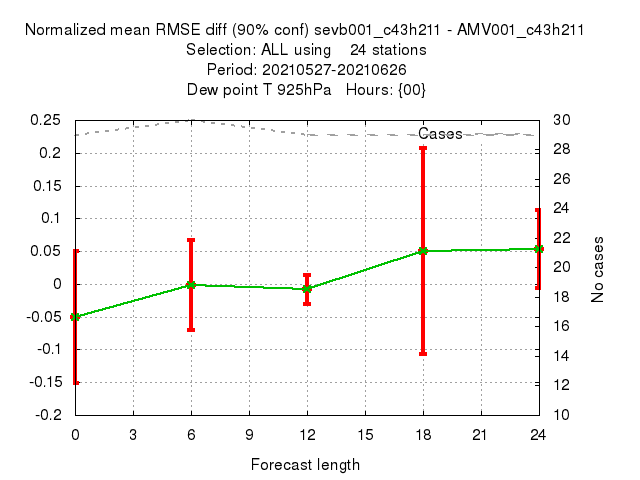 Normalized mean RMSE diff (90% conf) sevb001_c43h211 - AMV001_c43h211
Selection: ALL using 24 stations
Period: 20210527-20210626
Dew point T 925hPa Hours: {00}
Cases
0.25
0.2
0.15
0.1
0.05
0
-0.05
-0.1
-0.15
-0.2
30
28
26
24
22
20
18
16
14
12
10
No cases
0 3 6 9 12 15 18 21 24
Forecast length